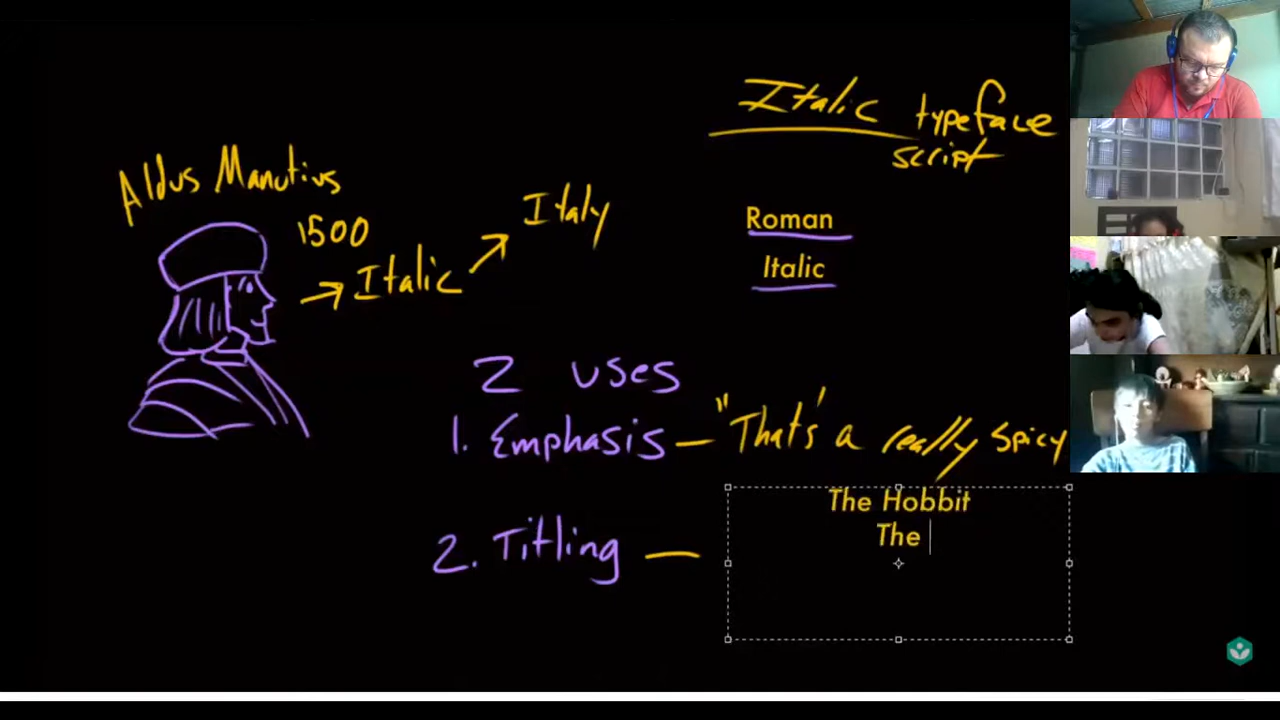 Italic typeface
script
Aldus Manutius
1500
Italic
Italy
Roman
Italic
2 uses
1. Emphasis — "That's a really spicy
2. Titling —
The Hobbit
The